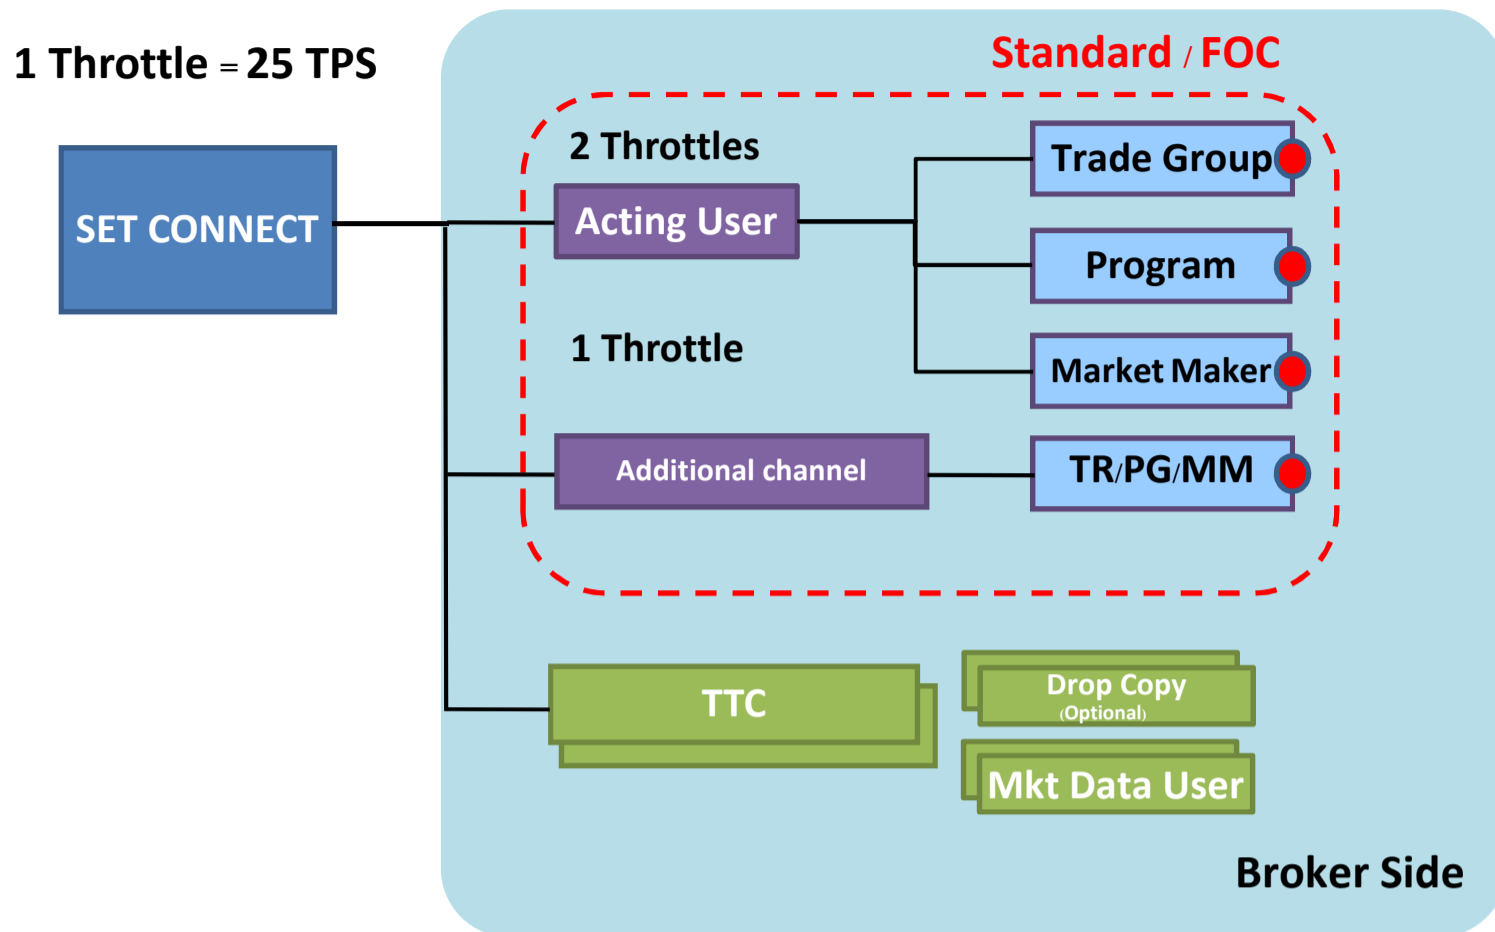 1 Throttle = 25 TPS
Standard / FOC
2 Throttles
Trade Group
SET CONNECT
Acting User
Program
1 Throttle
Market Maker
Additional channel
TR/PG/MM
TTC
Drop Copy
(Optional)
Mkt Data User
Broker Side